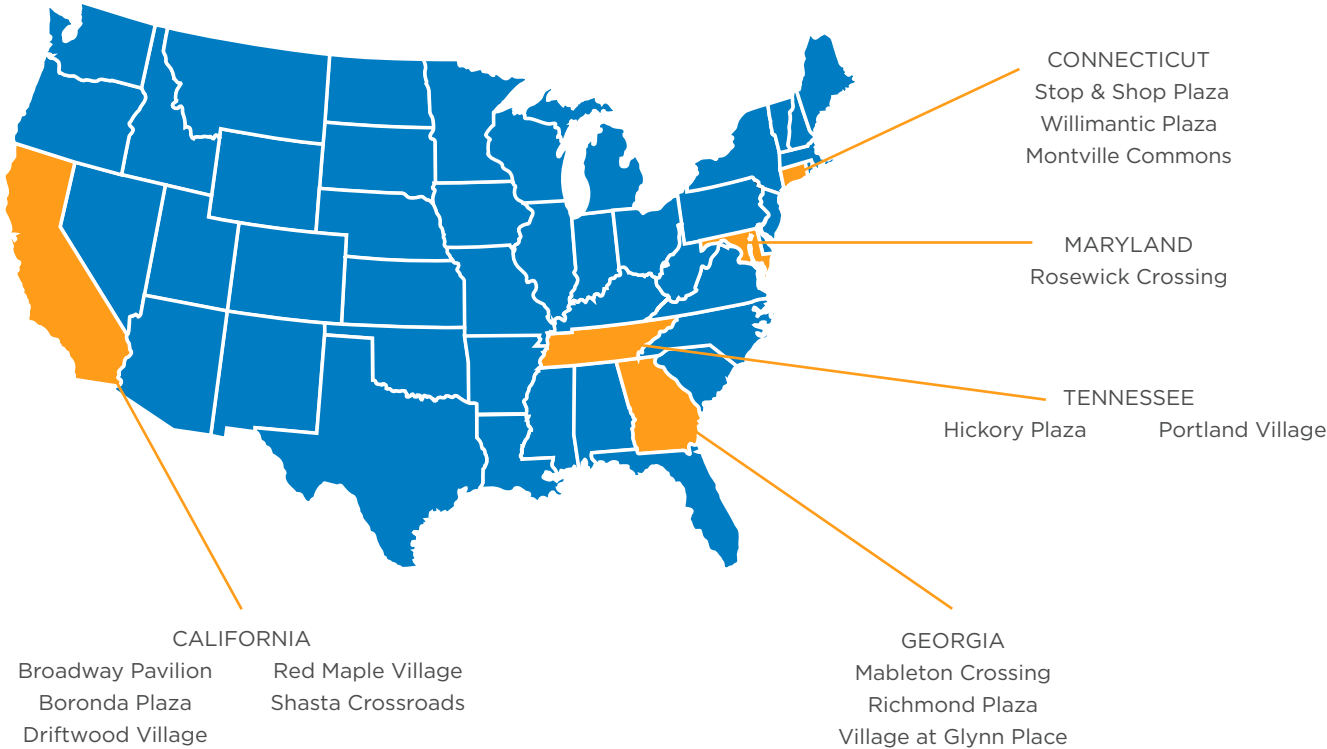 CONNECTICUT
Stop & Shop Plaza
Willimantic Plaza
Montville Commons
MARYLAND
Rosewick Crossing
TENNESSEE
Hickory Plaza Portland Village
CALIFORNIA
Broadway Pavilion Red Maple Village
Boronda Plaza Shasta Crossroads
Driftwood Village
GEORGIA
Mableton Crossing
Richmond Plaza
Village at Glynn Place